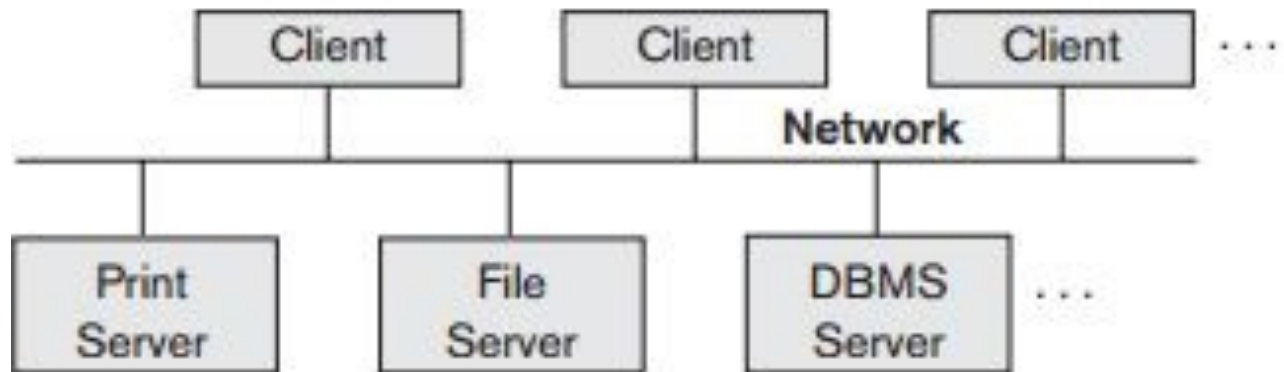 Client Client Client . . .
Network
Print File DBMS . . .
Server Server Server